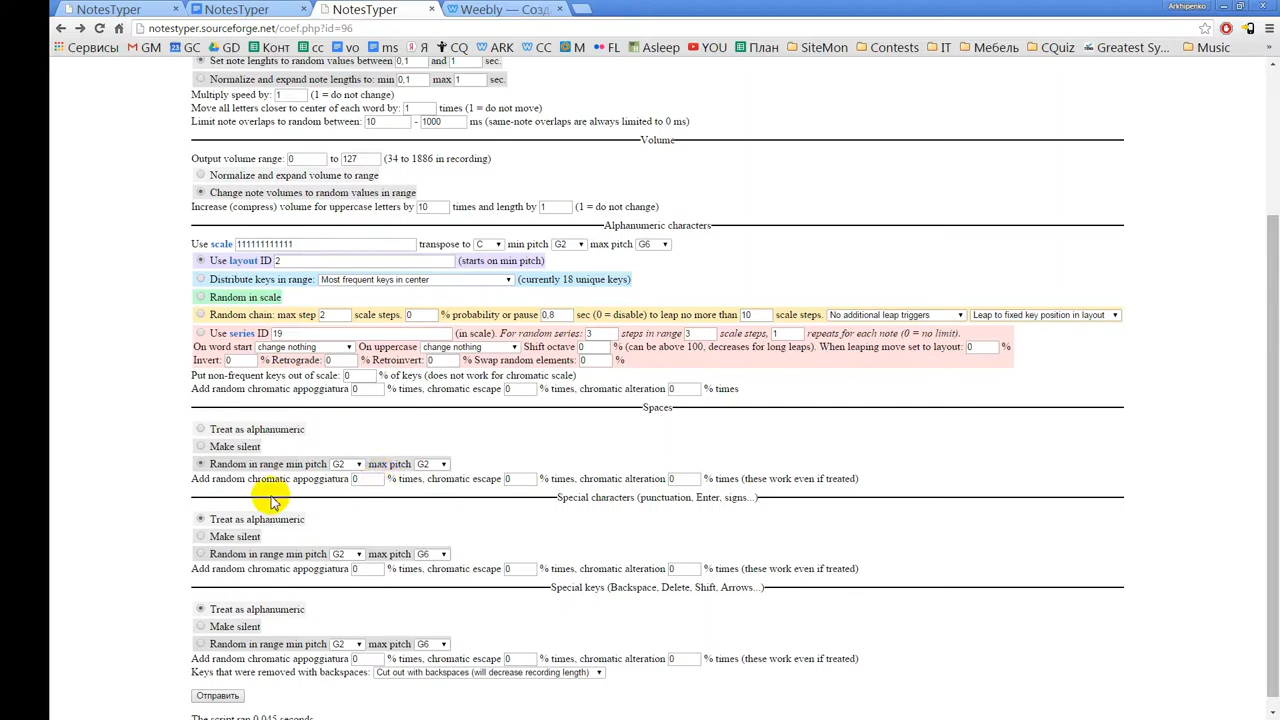 NotesTyper × NotesTyper × NotesTyper × Weebly — Созд × Arkhipenko
notestyper.sourceforge.net/coef.php?id=96
Сервисы GM GC GD Конт cc vo ms Я CQ ARK CC M FL Asleep YOU План SiteMon Contests IT Мебель CQuiz Greatest Sy... Music
Set note lenghts to random values between 0,1 and 1 sec.
Normalize and expand note lengths to: min 0,1 max 1 sec.
Multiply speed by: 1 (1 = do not change)
Move all letters closer to center of each word by: 1 times (1 = do not move)
Limit note overlaps to random between: 10 - 1000 ms (same-note overlaps are always limited to 0 ms)
Volume
Output volume range: 0 to 127 (34 to 1886 in recording)
Normalize and expand volume to range
Change note volumes to random values in range
Increase (compress) volume for uppercase letters by 10 times and length by 1 (1 = do not change)
Alphanumeric characters
Use scale 111111111111 transpose to C min pitch G2 max pitch G6
Use layout ID 2 (starts on min pitch)
Distribute keys in range: Most frequent keys in center (currently 18 unique keys)
Random in scale
Random chain: max step 2 scale steps. 0 % probability or pause 0,8 sec (0 = disable) to leap no more than 10 scale steps. No additional leap triggers Leap to fixed key position in layout
Use series ID 19 (in scale). For random series: 3 steps in range 3 scale steps, 1 repeats for each note (0 = no limit).
On word start change nothing On uppercase change nothing Shift octave 0 % (can be above 100, decreases for long leaps). When leaping move set to layout: 0 %
Invert: 0 % Retrograde: 0 % Retroinvert: 0 % Swap random elements: 0 %
Put non-frequent keys out of scale: 0 % of keys (does not work for chromatic scale)
Add random chromatic appoggiatura 0 % times, chromatic escape 0 % times, chromatic alteration 0 % times
Spaces
Treat as alphanumeric
Make silent
Random in range min pitch G2 max pitch G2
Add random chromatic appoggiatura 0 % times, chromatic escape 0 % times, chromatic alteration 0 % times (these work even if treated)
Special characters (punctuation, Enter, signs...)
Treat as alphanumeric
Make silent
Random in range min pitch G2 max pitch G6
Add random chromatic appoggiatura 0 % times, chromatic escape 0 % times, chromatic alteration 0 % times (these work even if treated)
Special keys (Backspace, Delete, Shift, Arrows...)
Treat as alphanumeric
Make silent
Random in range min pitch G2 max pitch G6
Add random chromatic appoggiatura 0 % times, chromatic escape 0 % times, chromatic alteration 0 % times (these work even if treated)
Keys that were removed with backspaces: Cut out with backspaces (will decrease recording length)
Отправить
The script ran 0.045 seconds